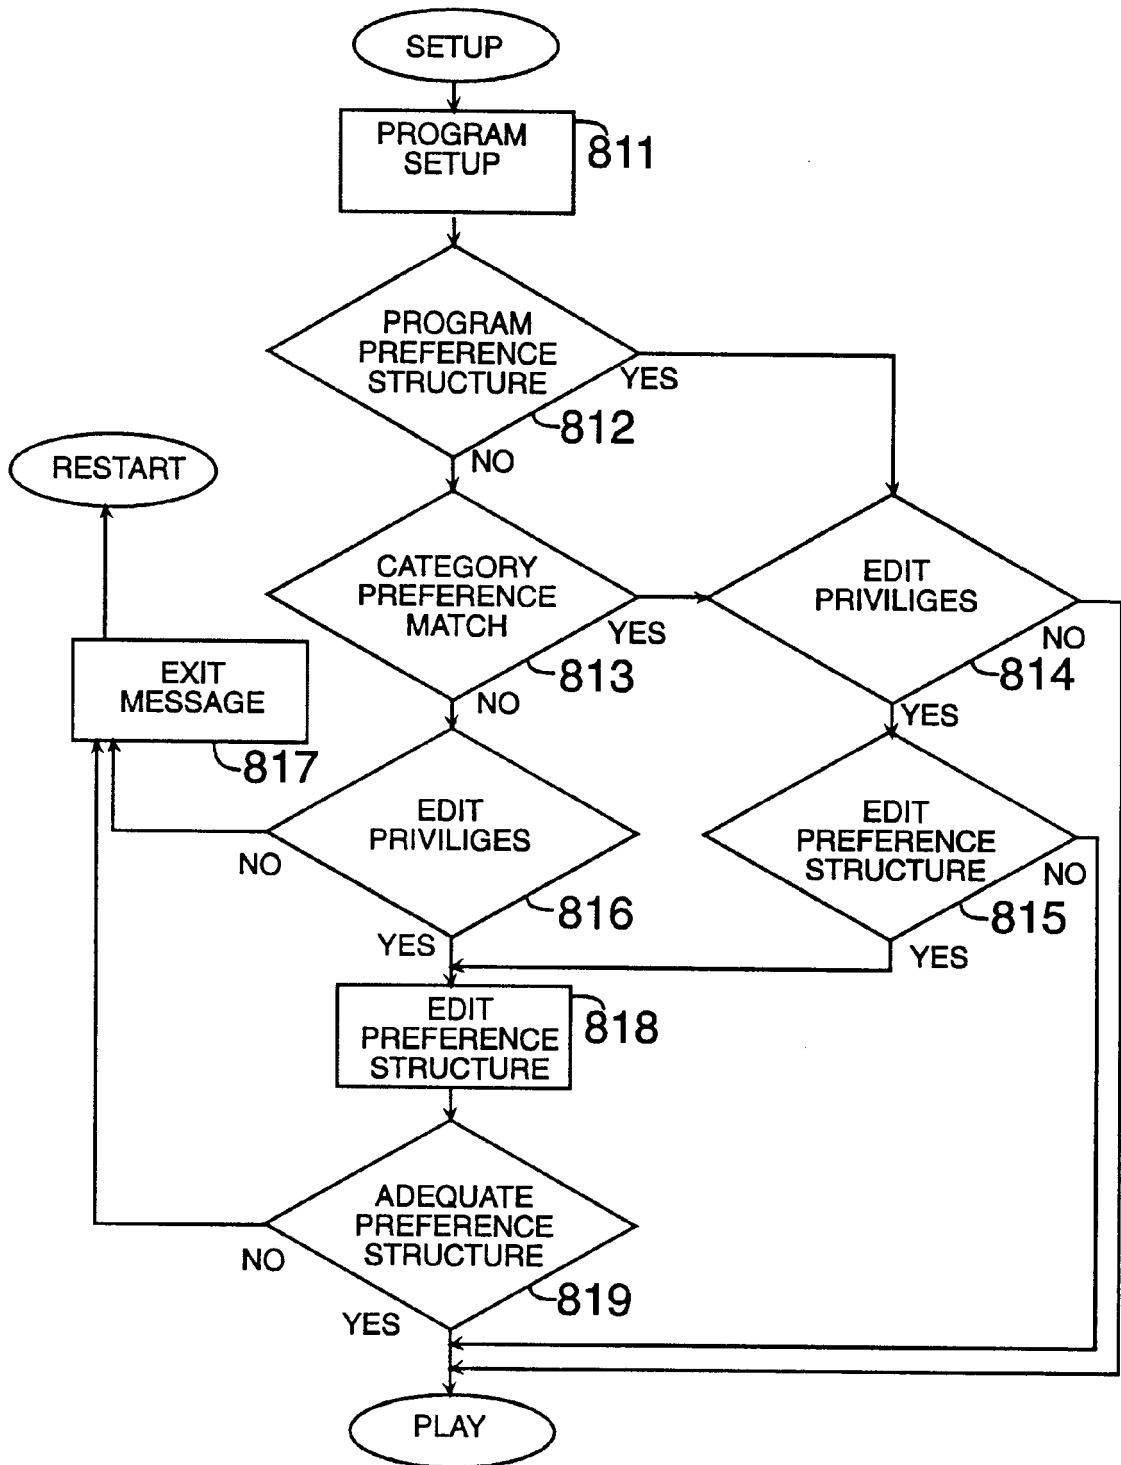 SETUP
PROGRAM
SETUP
811
PROGRAM
PREFERENCE
STRUCTURE
YES
812
NO
RESTART
CATEGORY
PREFERENCE
MATCH
YES
813
NO
EDIT
PRIVILIGES
NO
814
YES
EXIT
MESSAGE
817
EDIT
PRIVILIGES
NO
816
YES
EDIT
PREFERENCE
STRUCTURE
NO
815
YES
EDIT
PREFERENCE
STRUCTURE
818
ADEQUATE
PREFERENCE
STRUCTURE
NO
819
YES
PLAY